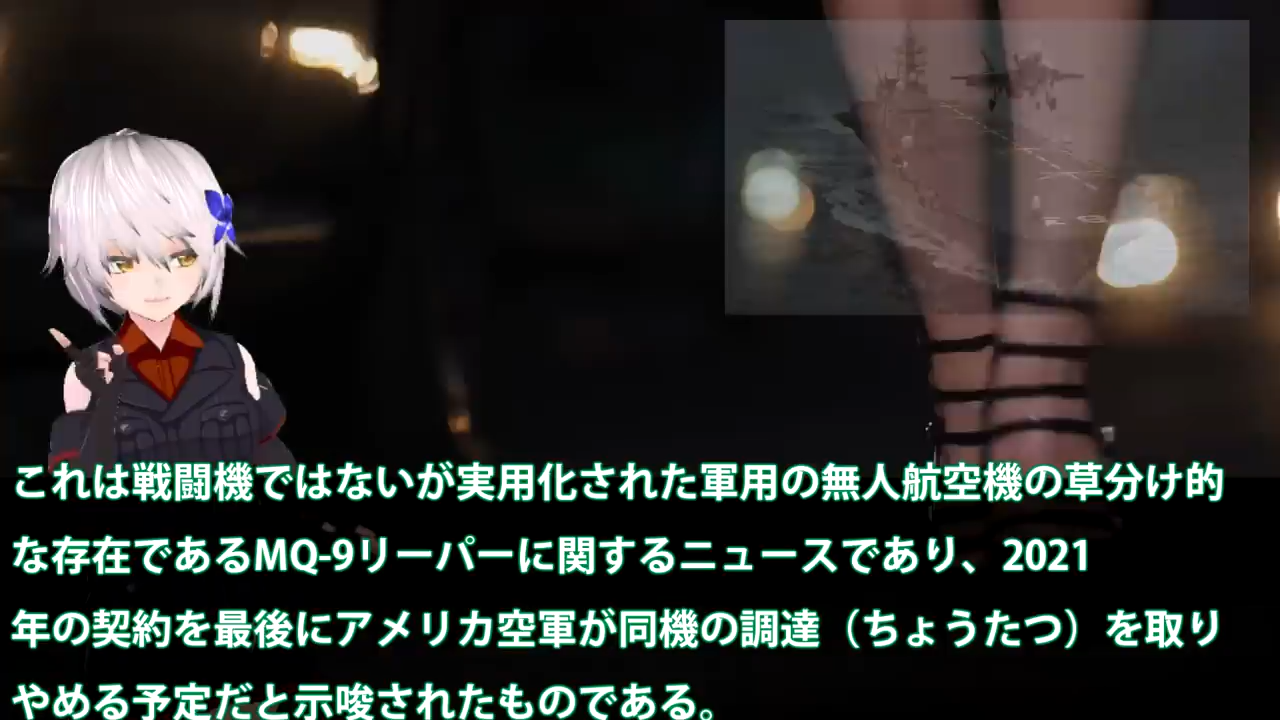 これは戦闘機ではないが実用化された軍用の無人航空機の草分け的
な存在であるMQ-9リーパーに関するニュースであり、2021
年の契約を最後にアメリカ空軍が同機の調達（ちょうたつ）を取り
やめる予定だと示唆されたものである。